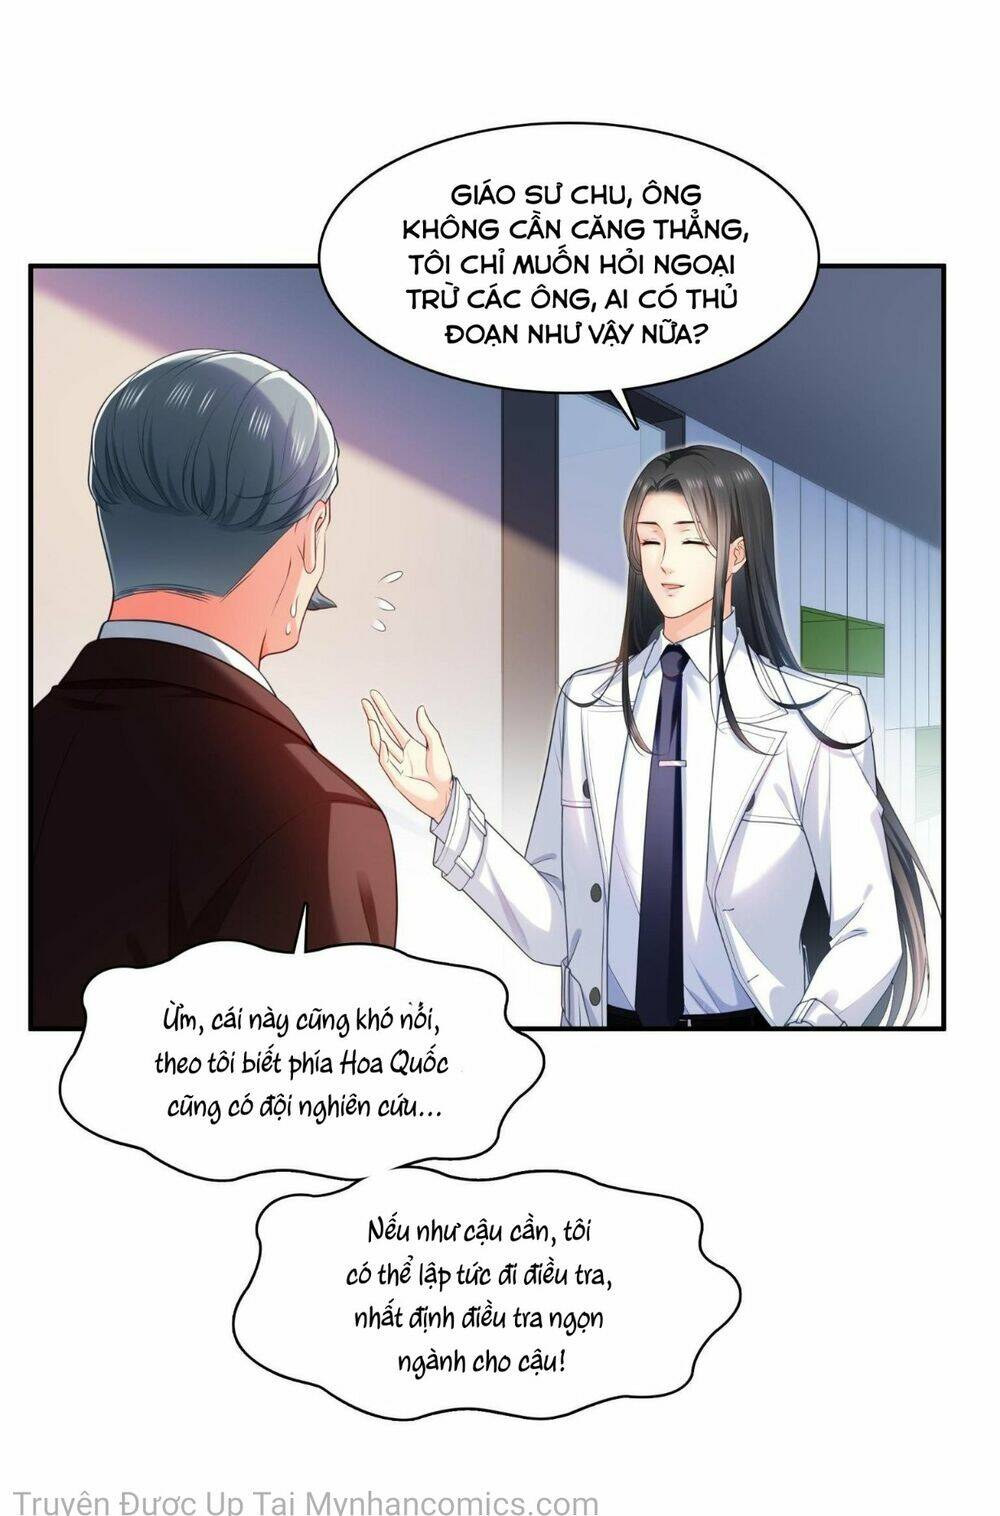 GIÁO SƯ CHU, ÔNG
KHÔNG CẦN CĂNG THẲNG,
TÔI CHỈ MUỐN HỎI NGOẠI
TRỪ CÁC ÔNG, AI CÓ THỦ
ĐOẠN NHƯ VẬY NỮA?
Ừm, cái này cũng khó nổi,
theo tôi biết phía Hoa Quốc
cũng có đội nghiên cứu...
Nếu như cậu cần, tôi
có thể lập tức đi điều tra,
nhất định điều tra ngọn
ngành cho cậu!
Truyện Được Up Tại Mynhancomics.com